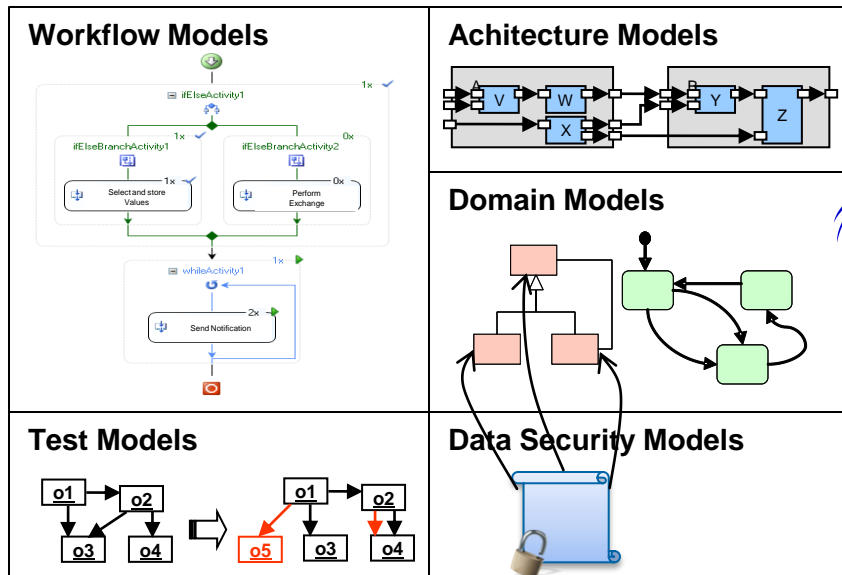 Workflow Models
1x
ifElseActivity1
1x
0x
ifElseBranchActivity1
ifElseBranchActivity2
1x
Select and store
Values
0x
Perform
Exchange
1x
whileActivity1
2x
Send Notification
Achitecture Models
A
V
W
X
B
Y
Z
Domain Models
Test Models
o1
o2
o3
o4
o1
o2
o5
o3
o4
Data Security Models